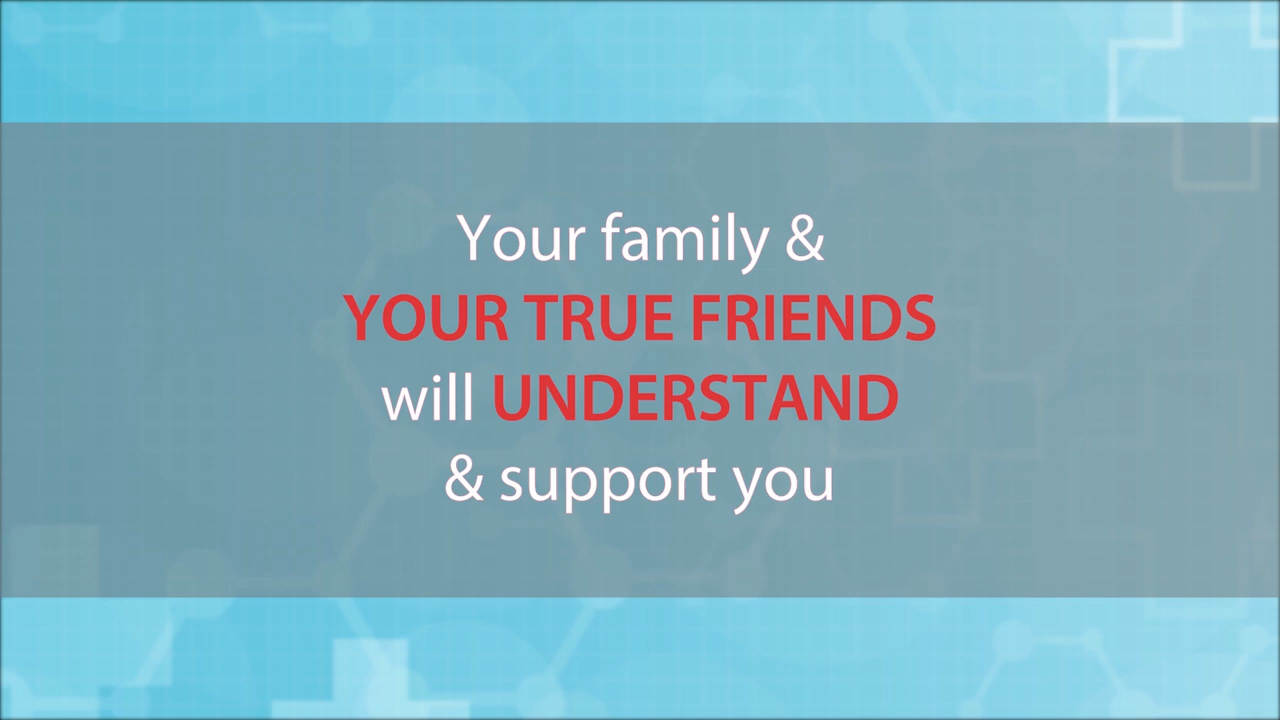 Your family &
YOUR TRUE FRIENDS
will UNDERSTAND
& support you